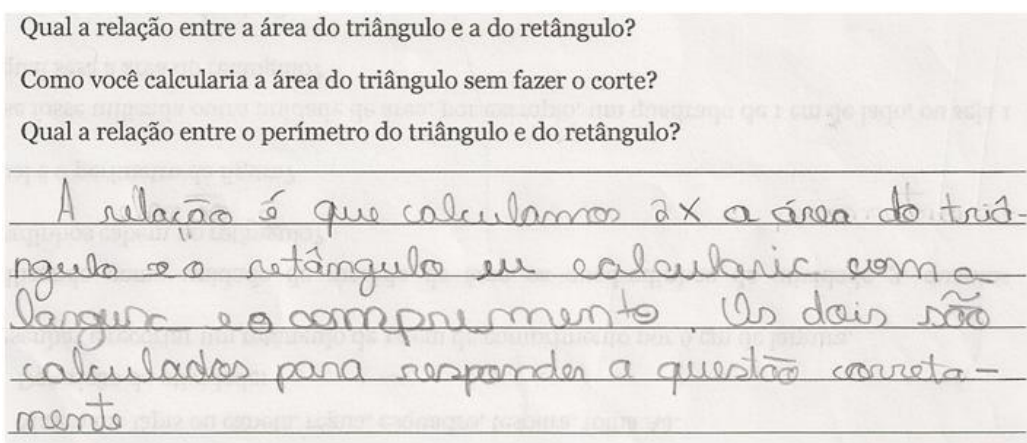 Qual a relação entre a área do triângulo e a do retângulo?
Como você calcularia a área do triângulo sem fazer o corte?
Qual a relação entre o perímetro do triângulo e do retângulo?
A relação é que calculamos 2x a área do triâ-
ngulo e o retângulo eu calcularic com a
largura e o comprimento. Os dois são
calculados para responder a questão correta-
mente